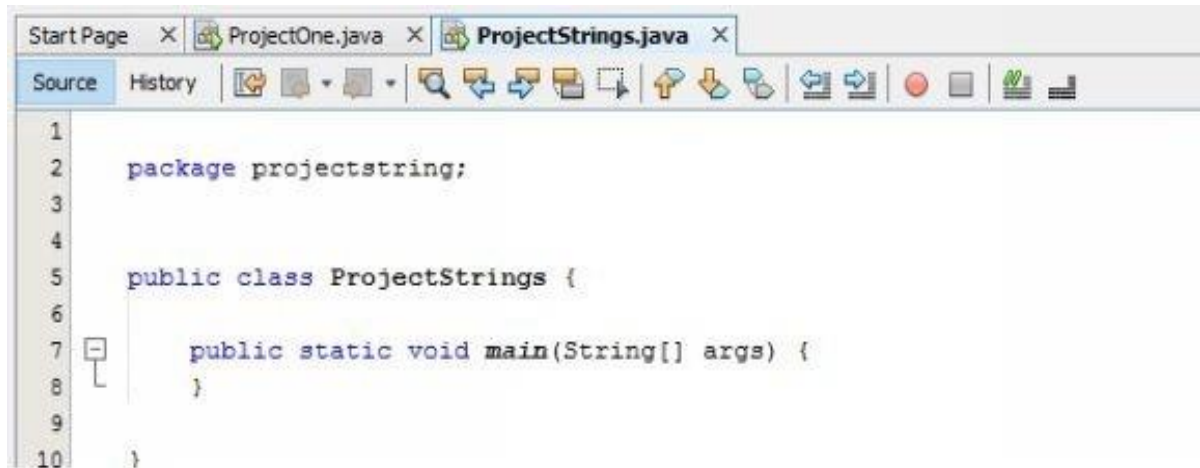 Start Page ProjectOne.java ProjectStrings.java
Source History
1
2 package projectstring;
3
4
5 public class ProjectStrings {
6
7 public static void main(String[] args) {
8 }
9
10 }